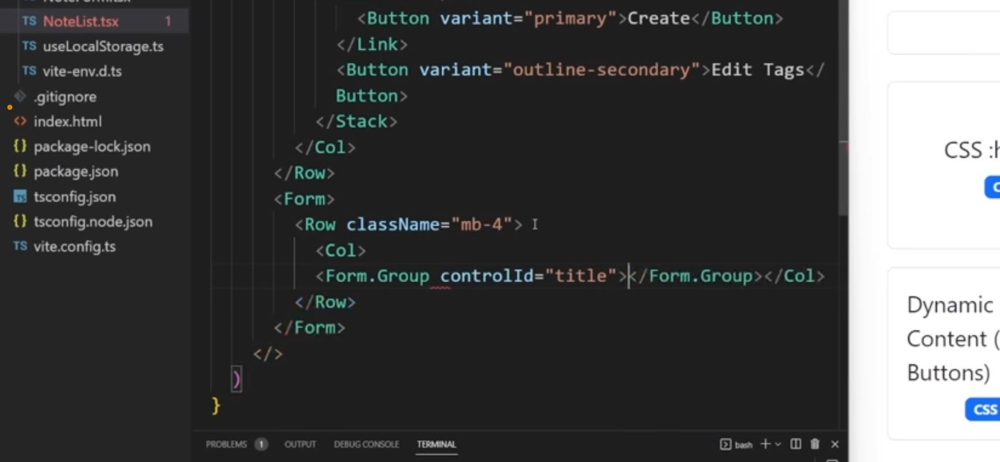 TS NoteList.tsx 1
TS useLocalStorage.ts
TS vite-env.d.ts
.gitignore
<> index.html
{} package-lock.json
{} package.json
TS tsconfig.json
{} tsconfig.node.json
TS vite.config.ts
<Button variant="primary">Create</Button>
</Link>
<Button variant="outline-secondary">Edit Tags</
Button>
</Stack>
</Col>
</Row>
<Form>
<Row className="mb-4">
<Col>
<Form.Group controlId="title"></Form.Group></Col>
</Row>
</Form>
</>
)
}
PROBLEMS 1 OUTPUT DEBUG CONSOLE TERMINAL
bash
CSS
Dynamic
Content (
Buttons)
CSS